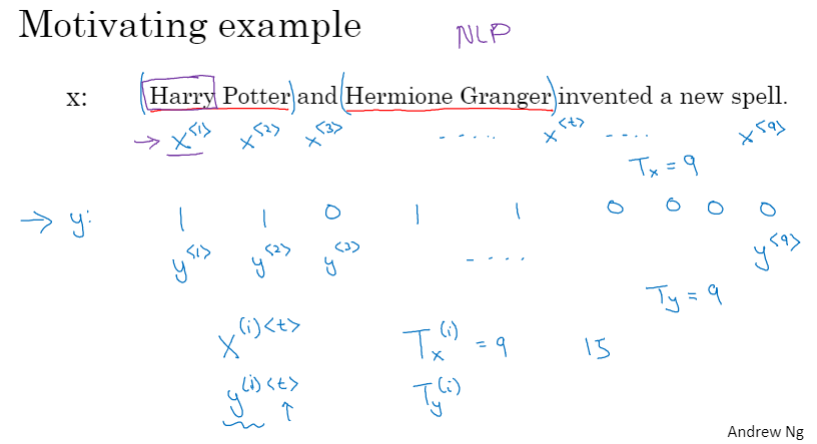 Motivating example NLP
x: Harry Potter and Hermione Granger invented a new spell.
→ x<1> x<2> x<3> ..... x<t> .... x<9>
Tx = 9
→ y: 1 1 0 1 1 0 0 0 0
y<1> y<2> y<3> .... y<9>
Ty = 9
X(i)<t> Tx(i) = 9 15
y(i)<t> ↑ Ty(i)
Andrew Ng